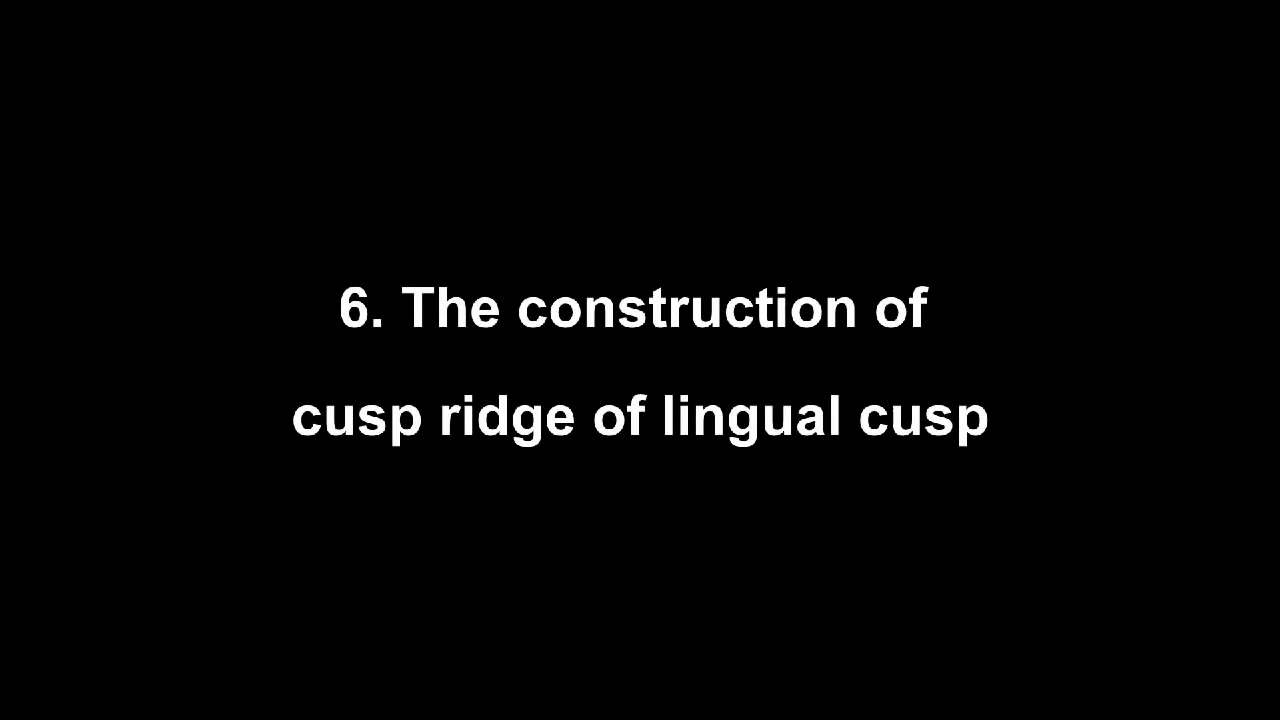 6. The construction of
cusp ridge of lingual cusp